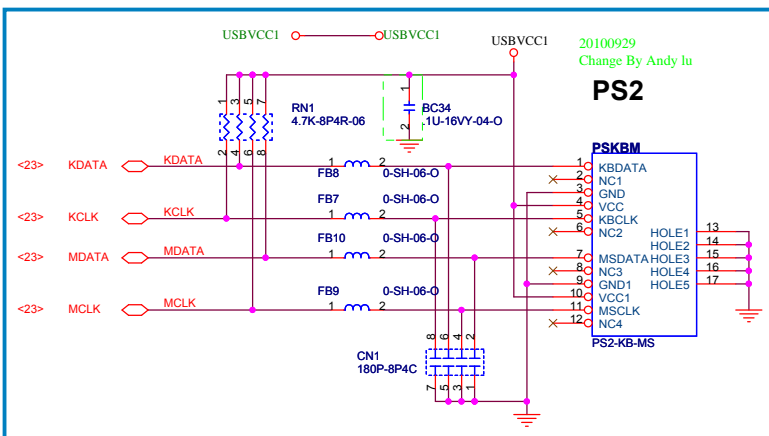 USBVCC1 USBVCC1 USBVCC1
20100929
Change By Andy lu
PS2
1 3 5 7
RN1
4.7K-8P4R-06
2 4 6 8
1
BC34
.1U-16VY-04-O
2
PSKBM
<23> KDATA KDATA 1 2 1 KBDATA
FB8 0-SH-06-O
2 NC1
3 GND
4 VCC
FB7 0-SH-06-O
<23> KCLK KCLK 1 2 5 KBCLK
6 NC2
FB10 0-SH-06-O
<23> MDATA MDATA 1 2 7 MSDATA
8 NC3
9 GND1
FB9 0-SH-06-O
10 VCC1
<23> MCLK MCLK 1 2 11 MSCLK
12 NC4
HOLE1 13
HOLE2 14
HOLE3 15
HOLE4 16
HOLE5 17
PS2-KB-MS
8 6 4 2
CN1
180P-8P4C
7 5 3 1